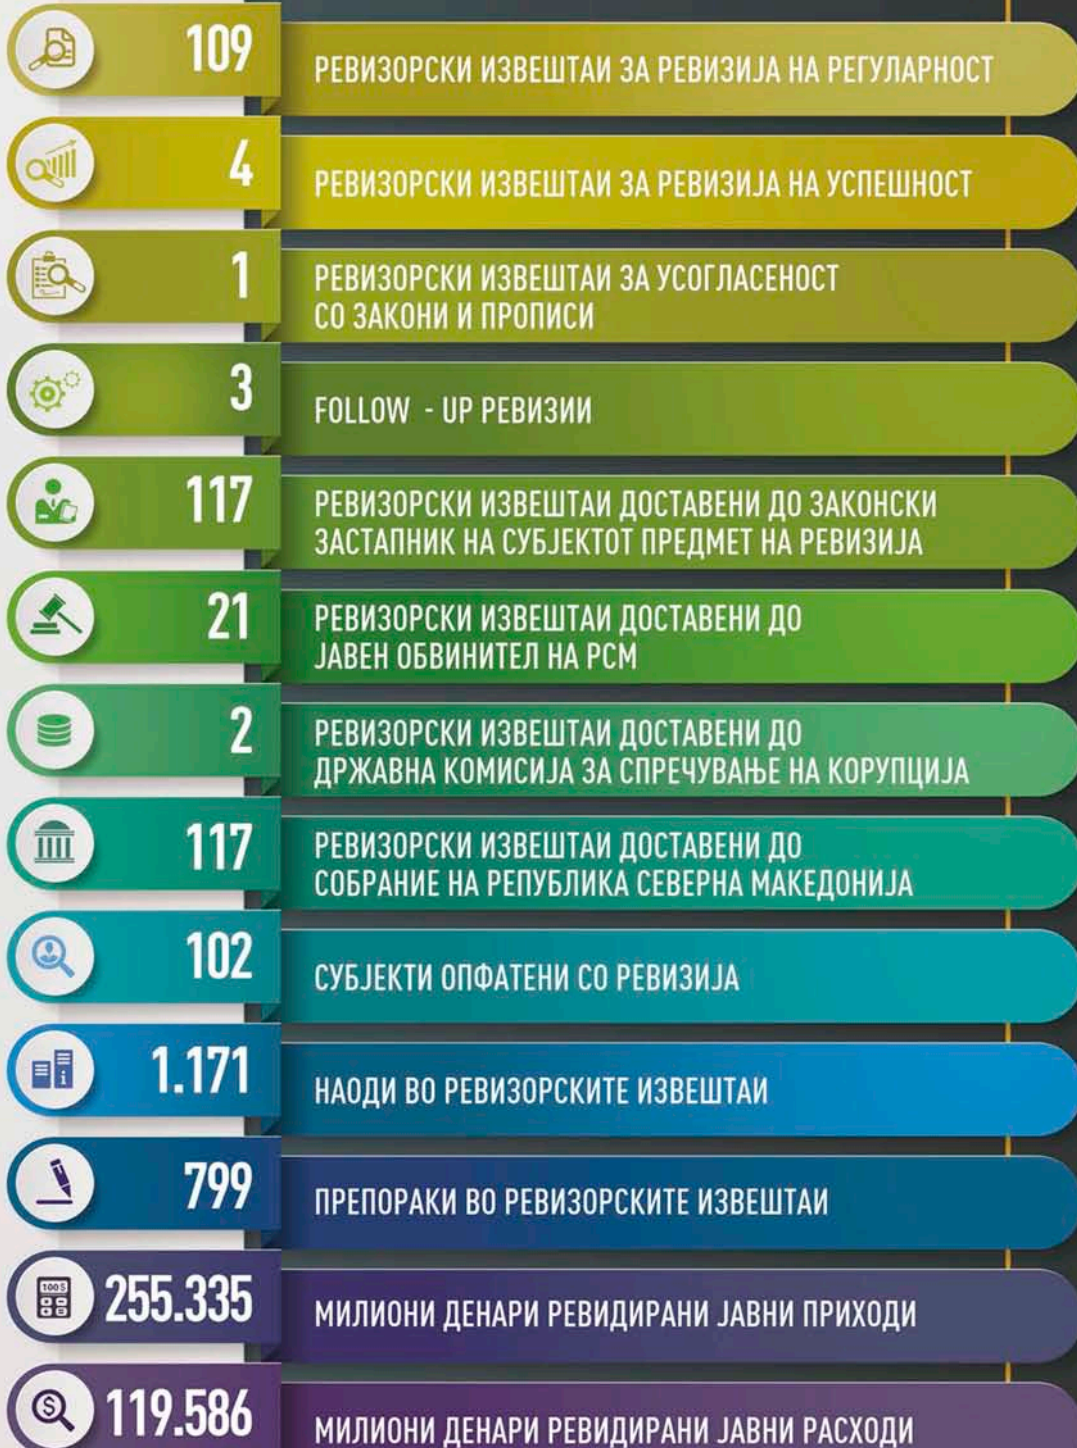 109
РЕВИЗОРСКИ ИЗВЕШТАИ ЗА РЕВИЗИЈА НА РЕГУЛАРНОСТ
4
РЕВИЗОРСКИ ИЗВЕШТАИ ЗА РЕВИЗИЈА НА УСПЕШНОСТ
1
РЕВИЗОРСКИ ИЗВЕШТАИ ЗА УСОГЛАСЕНОСТ
СО ЗАКОНИ И ПРОПИСИ
3
FOLLOW - UP РЕВИЗИИ
117
РЕВИЗОРСКИ ИЗВЕШТАИ ДОСТАВЕНИ ДО ЗАКОНСКИ
ЗАСТАПНИК НА СУБЈЕКТОТ ПРЕДМЕТ НА РЕВИЗИЈА
21
РЕВИЗОРСКИ ИЗВЕШТАИ ДОСТАВЕНИ ДО
ЈАВЕН ОБВИНИТЕЛ НА РСМ
2
РЕВИЗОРСКИ ИЗВЕШТАИ ДОСТАВЕНИ ДО
ДРЖАВНА КОМИСИЈА ЗА СПРЕЧУВАЊЕ НА КОРУПЦИЈА
117
РЕВИЗОРСКИ ИЗВЕШТАИ ДОСТАВЕНИ ДО
СОБРАНИЕ НА РЕПУБЛИКА СЕВЕРНА МАКЕДОНИЈА
102
СУБЈЕКТИ ОПФАТЕНИ СО РЕВИЗИЈА
1.171
НАОДИ ВО РЕВИЗОРСКИТЕ ИЗВЕШТАИ
799
ПРЕПОРАКИ ВО РЕВИЗОРСКИТЕ ИЗВЕШТАИ
100$
255.335
МИЛИОНИ ДЕНАРИ РЕВИДИРАНИ ЈАВНИ ПРИХОДИ
$
119.586
МИЛИОНИ ДЕНАРИ РЕВИДИРАНИ ЈАВНИ РАСХОДИ